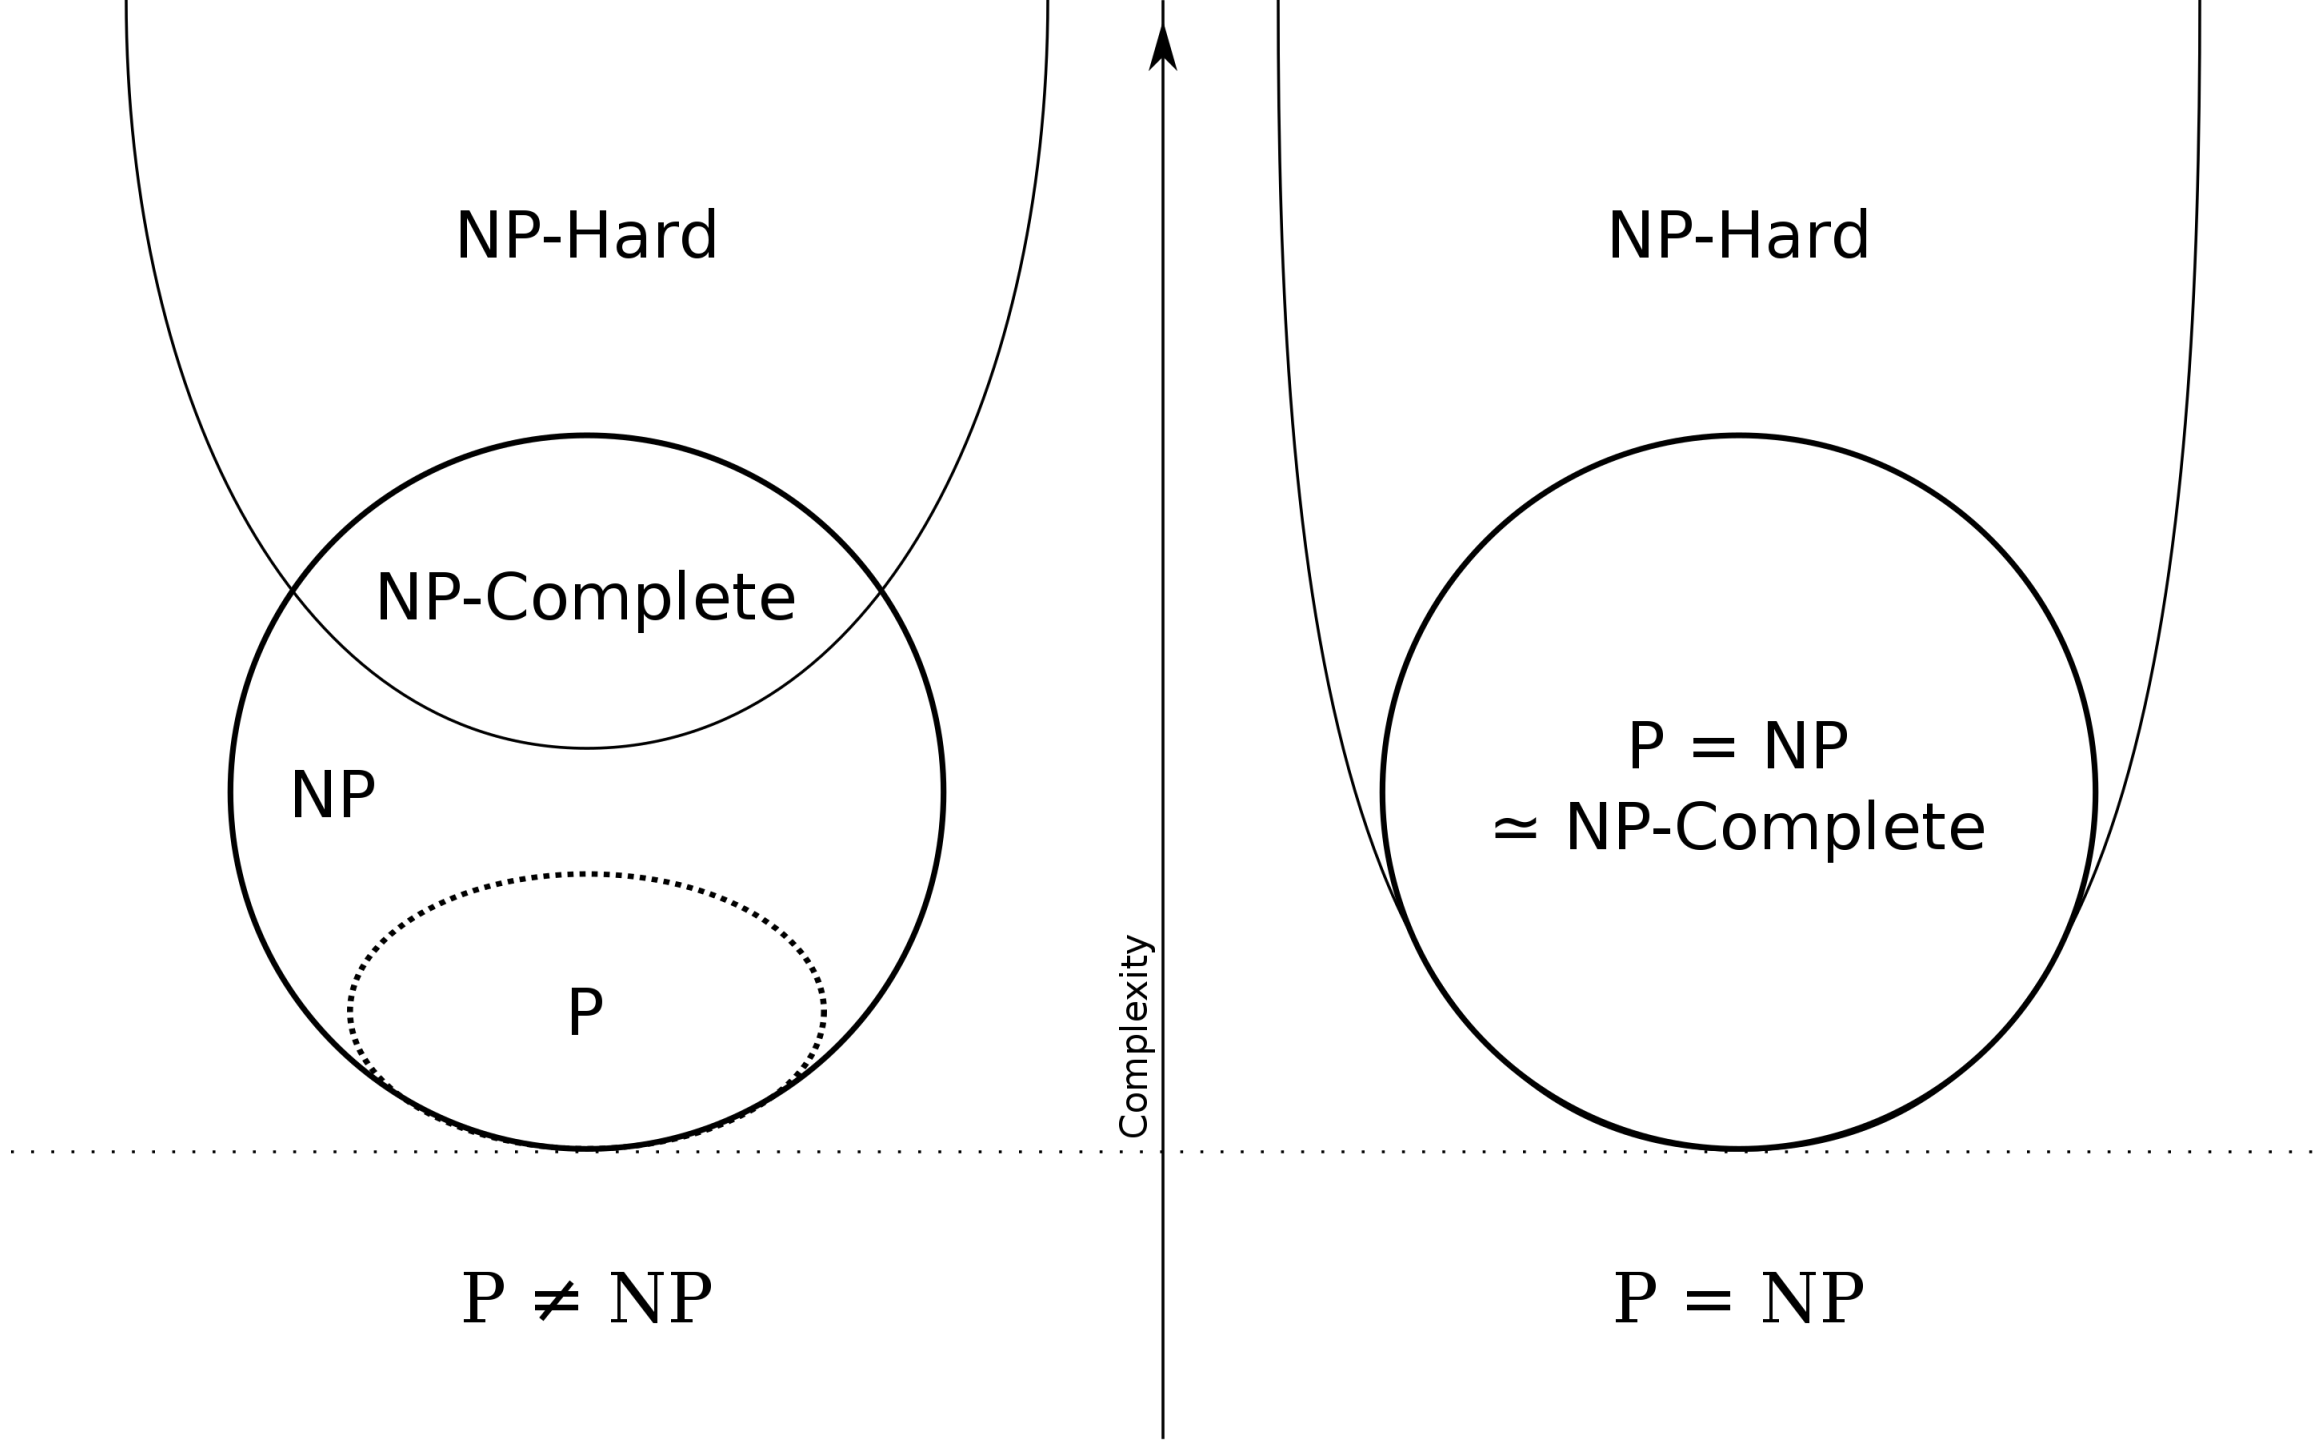 NP-Hard
NP-Complete
NP
P
P ≠ NP
Complexity
NP-Hard
P = NP
≃ NP-Complete
P = NP